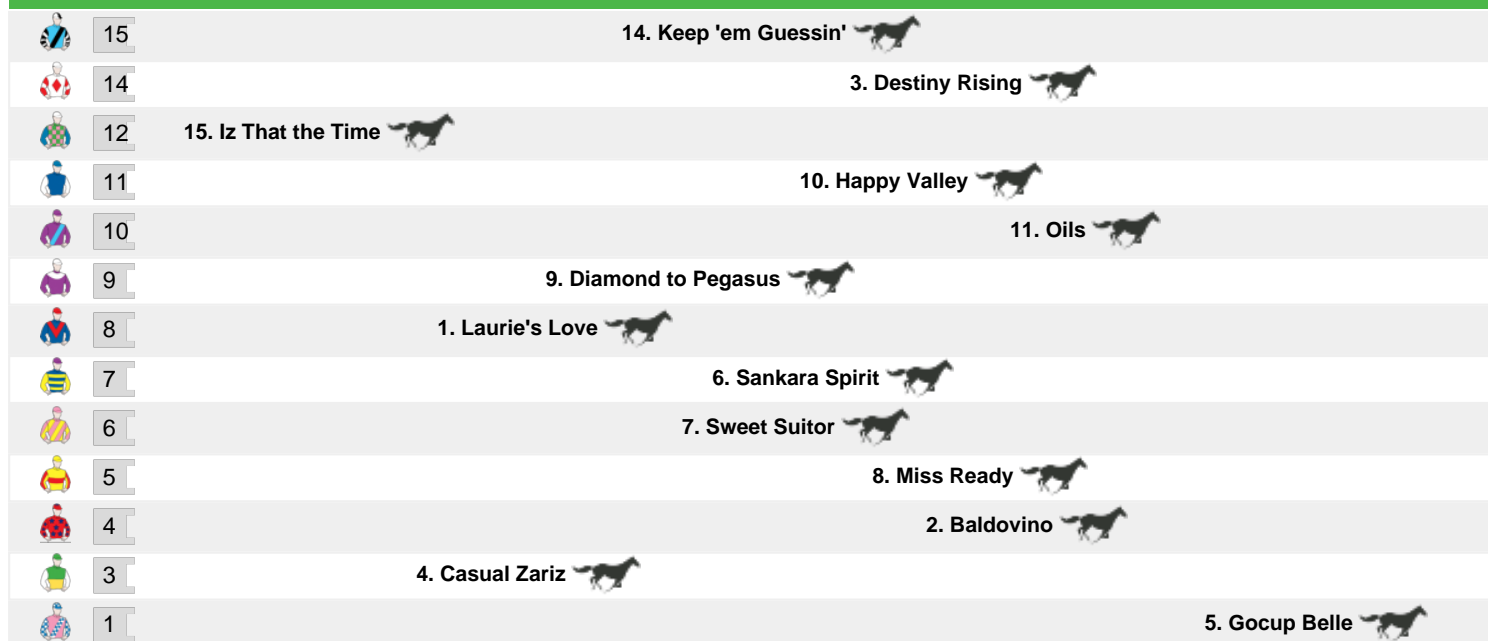 15 14. Keep 'em Guessin'
14 3. Destiny Rising
12 15. Iz That the Time
11 10. Happy Valley
10 11. Oils
9 9. Diamond to Pegasus
8 1. Laurie's Love
7 6. Sankara Spirit
6 7. Sweet Suitor
5 8. Miss Ready
4 2. Baldovino
3 4. Casual Zariz
1 5. Gocup Belle